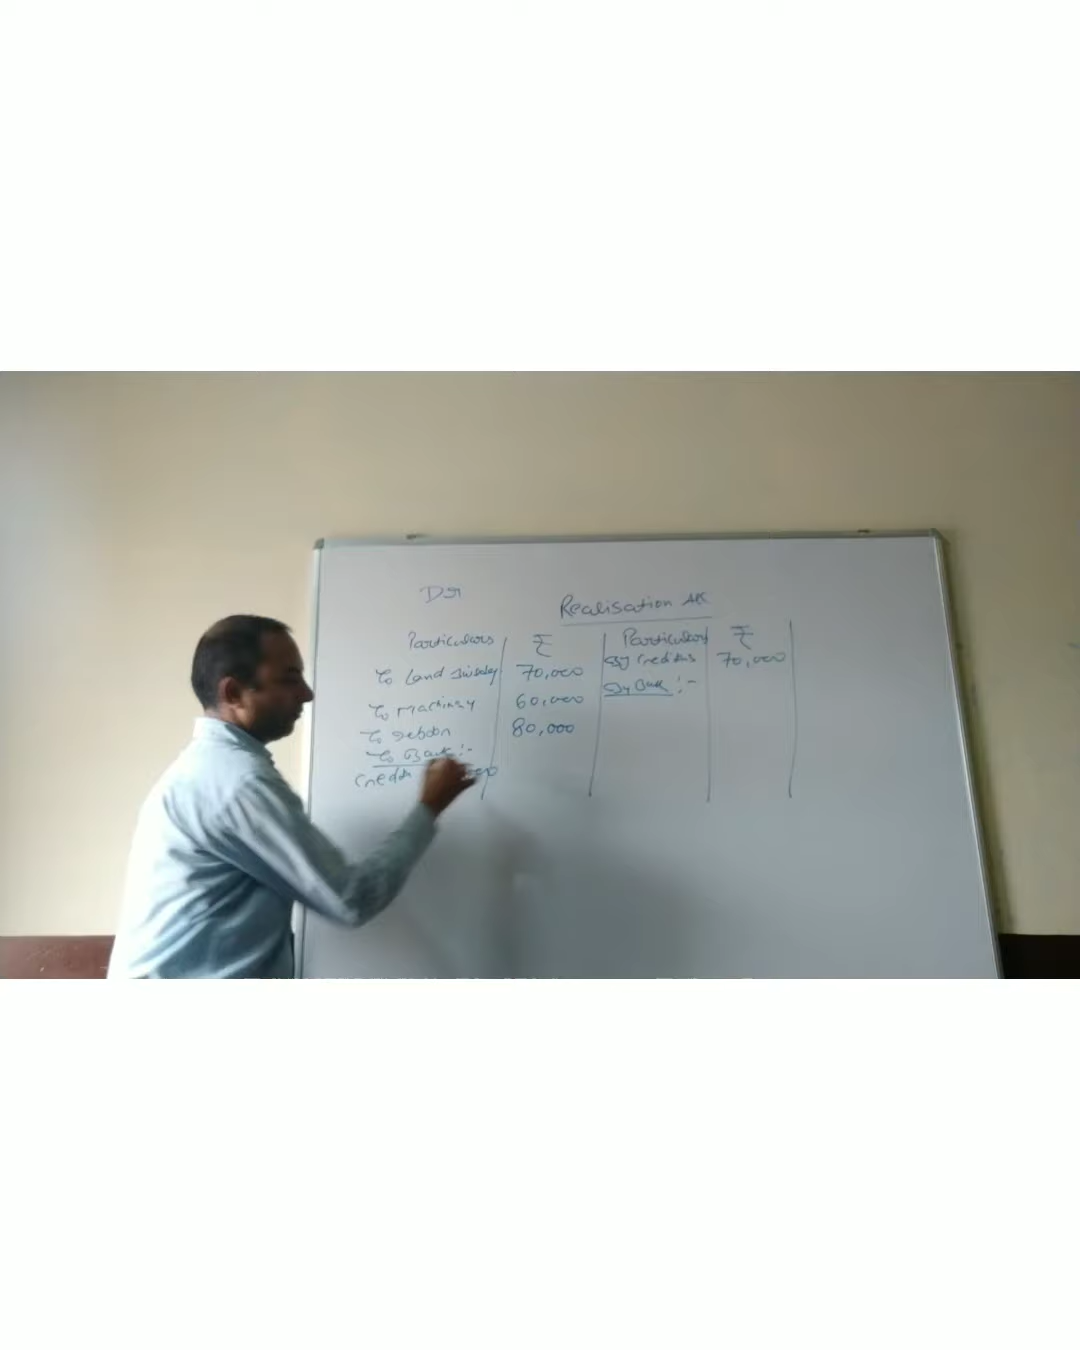 Dr
Realisation A/c
Particulars ₹ Particulars ₹
To Land 70,000 By Creditors 70,000
To Machinery 60,000 By Bank :-
To Debtors 80,000
To Bank :-